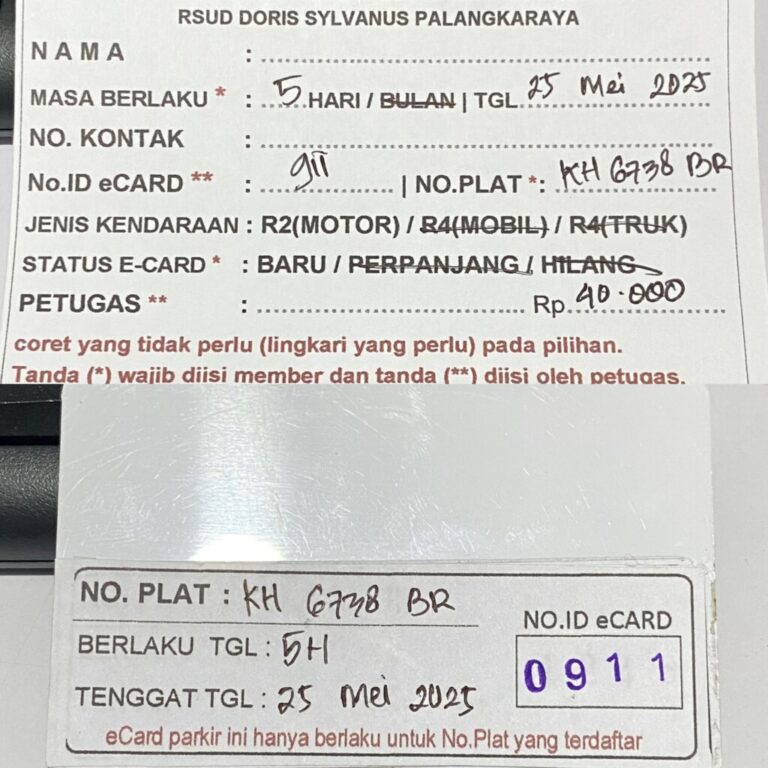 RSUD DORIS SYLVANUS PALANGKARAYA
NAMA :
MASA BERLAKU * : 5 HARI / BULAN | TGL 25 Mei 2025
NO. KONTAK :
No.ID eCARD ** : 911 | NO.PLAT *: KH 6738 BR
JENIS KENDARAAN : R2(MOTOR) / R4(MOBIL) / R4(TRUK)
STATUS E-CARD * : BARU / PERPANJANG / HILANG
PETUGAS ** : Rp 40.000
coret yang tidak perlu (lingkari yang perlu) pada pilihan.
Tanda (*) wajib diisi member dan tanda (**) diisi oleh petugas.
NO. PLAT : KH 6738 BR
NO.ID eCARD
BERLAKU TGL : 5H
0911
TENGGAT TGL : 25 Mei 2025
eCard parkir ini hanya berlaku untuk No.Plat yang terdaftar